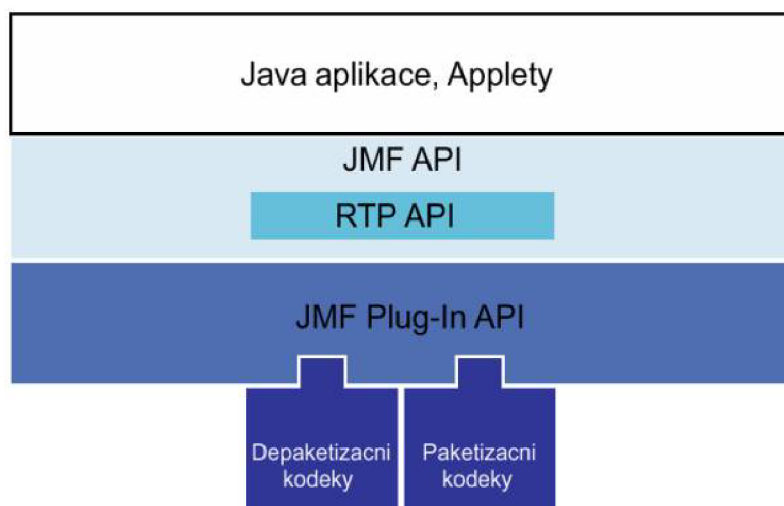 Java aplikace, Applety
JMF API
RTP API
JMF Plug-In API
Depaketizacni
kodeky
Paketizacni
kodeky